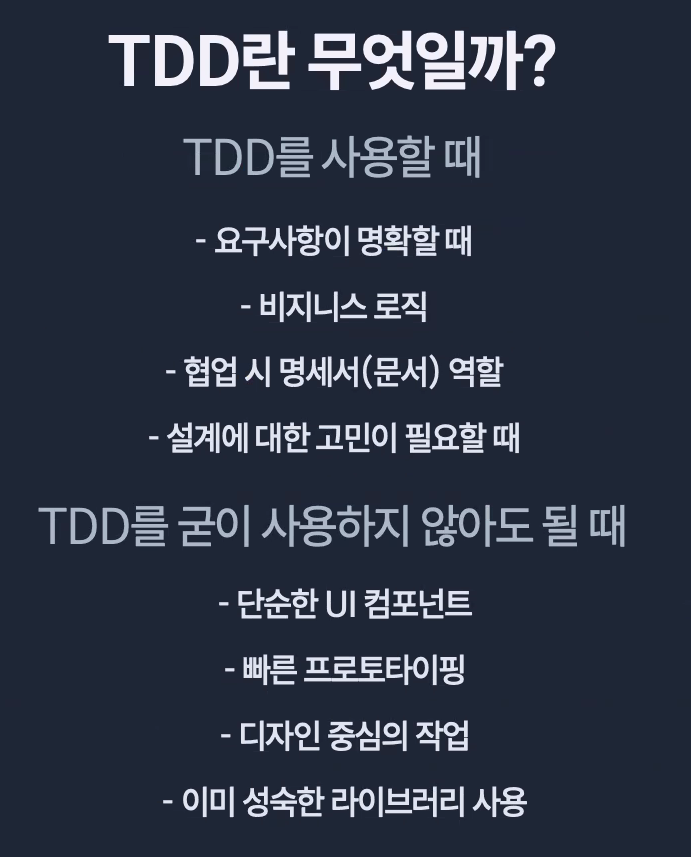 TDD란 무엇일까?
TDD를 사용할 때
- 요구사항이 명확할 때
- 비지니스 로직
- 협업 시 명세서(문서) 역할
- 설계에 대한 고민이 필요할 때
TDD를 굳이 사용하지 않아도 될 때
- 단순한 UI 컴포넌트
- 빠른 프로토타이핑
- 디자인 중심의 작업
- 이미 성숙한 라이브러리 사용